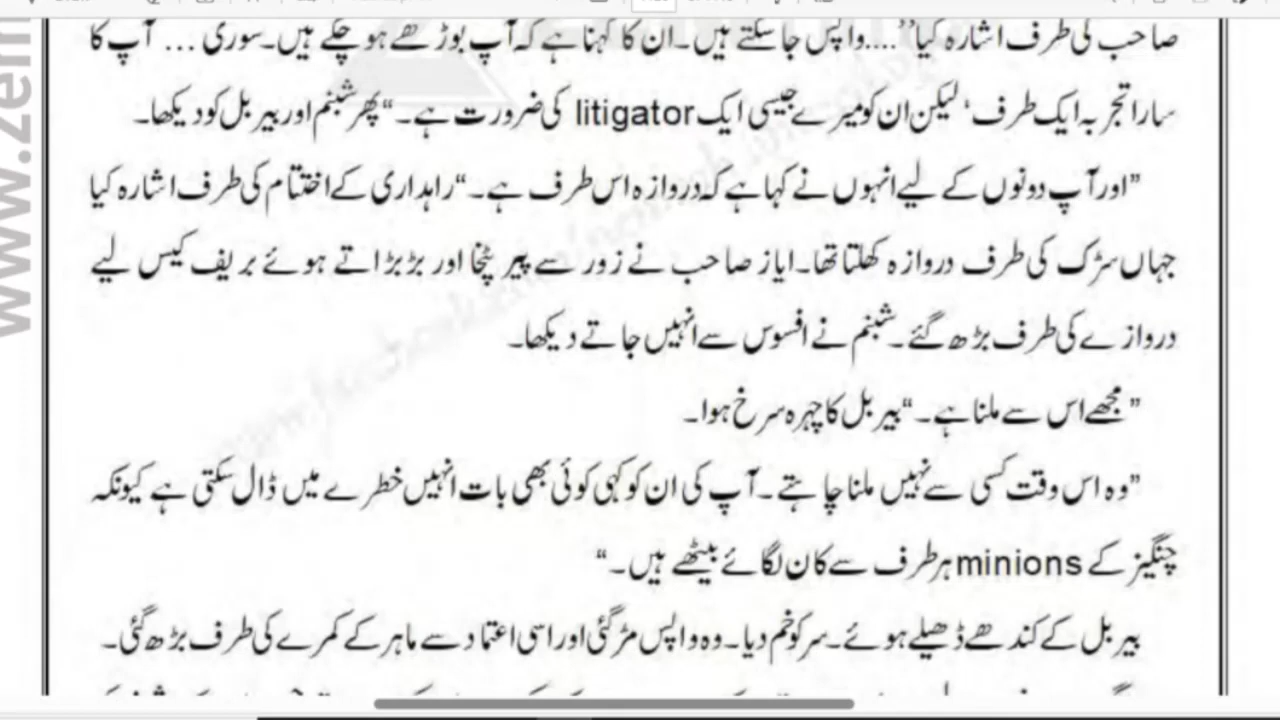 صاحب کی طرف اشارہ کیا”....واپس جا سکتے ہیں۔ان کا کہنا ہے کہ آپ بوڑھے ہو چکے ہیں۔سوری ... آپ کا
سارا تجربہ ایک طرف‘ لیکن ان کو میرے جیسی ایک litigator کی ضرورت ہے۔“پھر شبنم اور بیربل کو دیکھا۔
”اور آپ دونوں کے لیے انہوں نے کہا ہے کہ دروازہ اس طرف ہے۔“راہداری کے اختتام کی طرف اشارہ کیا
جہاں سڑک کی طرف دروازہ کھلتا تھا۔ایاز صاحب نے زور سے پیر پٹخا اور بڑبڑاتے ہوئے بریف کیس لیے
دروازے کی طرف بڑھ گئے۔شبنم نے افسوس سے انہیں جاتے دیکھا۔
”مجھے اس سے ملنا ہے۔“بیربل کا چہرہ سرخ ہوا۔
”وہ اس وقت کسی سے نہیں ملنا چاہتے۔آپ کی ان کو کہی کوئی بھی بات انہیں خطرے میں ڈال سکتی ہے کیونکہ
چنگیز کے minions ہر طرف سے کان لگائے بیٹھے ہیں۔“
بیربل کے کندھے ڈھیلے ہوئے۔سر کو خم دیا۔وہ واپس مڑ گئی اور اسی اعتماد سے ماہر کے کمرے کی طرف بڑھ گئی۔
www.zem